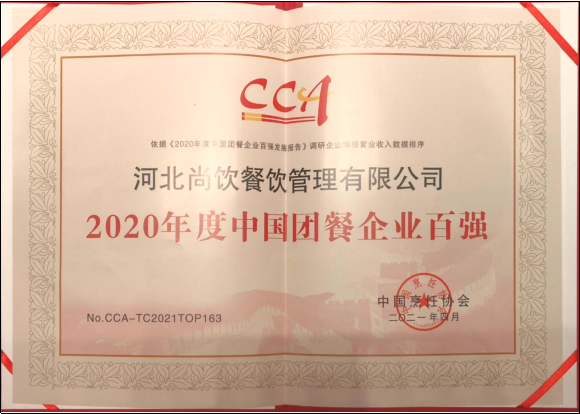 CCA
依据《2020年度中国团餐企业百强发展报告》调研企业填报营业收入数据排序
河北尚饮餐饮管理有限公司
2020年度中国团餐企业百强
中国烹饪协会
二〇二一年四月
No.CCA-TC2021TOP163